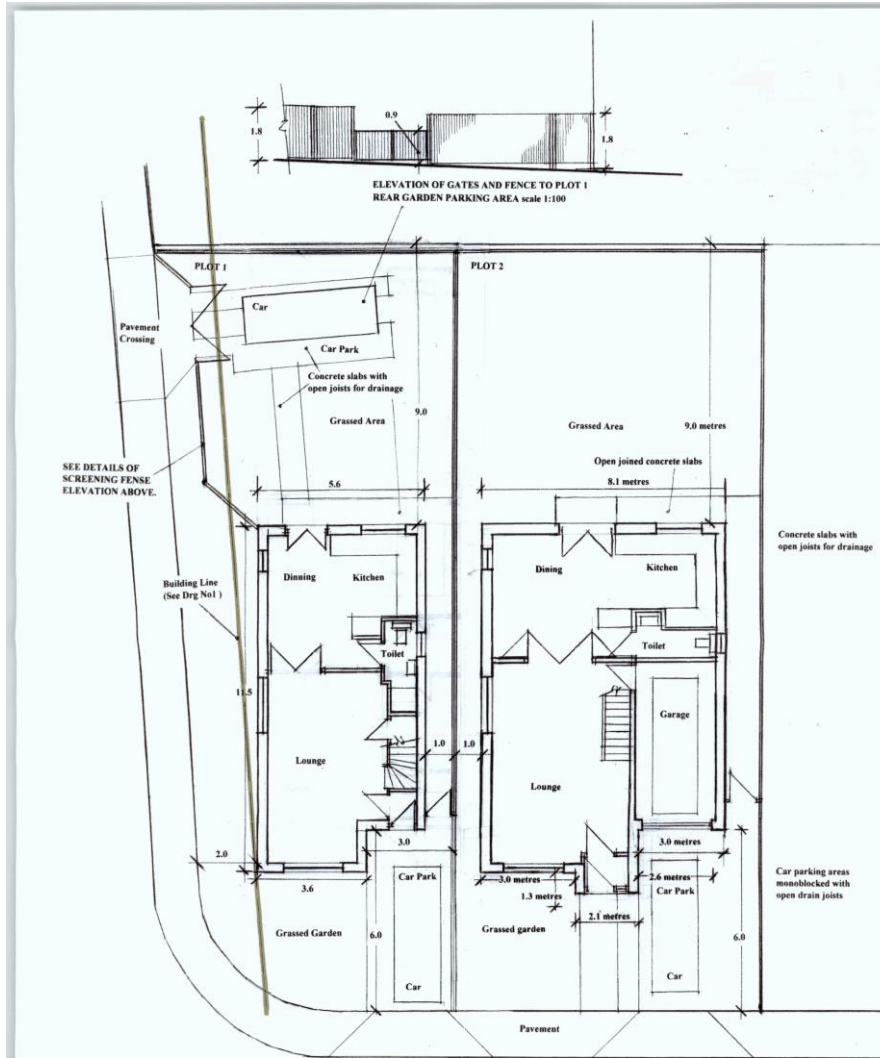 0.9
1.8
1.8
ELEVATION OF GATES AND FENCE TO PLOT 1
REAR GARDEN PARKING AREA scale 1:100
PLOT 1
PLOT 2
Car
Pavement
Crossing
Car Park
Concrete slabs with
open joists for drainage
9.0
9.0 metres
Grassed Area
Grassed Area
SEE DETAILS OF
SCREENING FENSE
ELEVATION ABOVE.
Open joined concrete slabs
5.6
8.1 metres
Concrete slabs with
open joists for drainage
Dinning
Kitchen
Dining
Kitchen
Building Line
(See Drg No1 )
Toilet
Toilet
11.5
Garage
1.0
1.0
Lounge
Lounge
2.0
3.0
3.0 metres
Car Park
3.0 metres
2.6 metres
Car parking areas
monoblocked with
open drain joists
3.6
1.3 metres
Car Park
2.1 metres
Grassed Garden
6.0
Grassed garden
6.0
Car
Car
Pavement